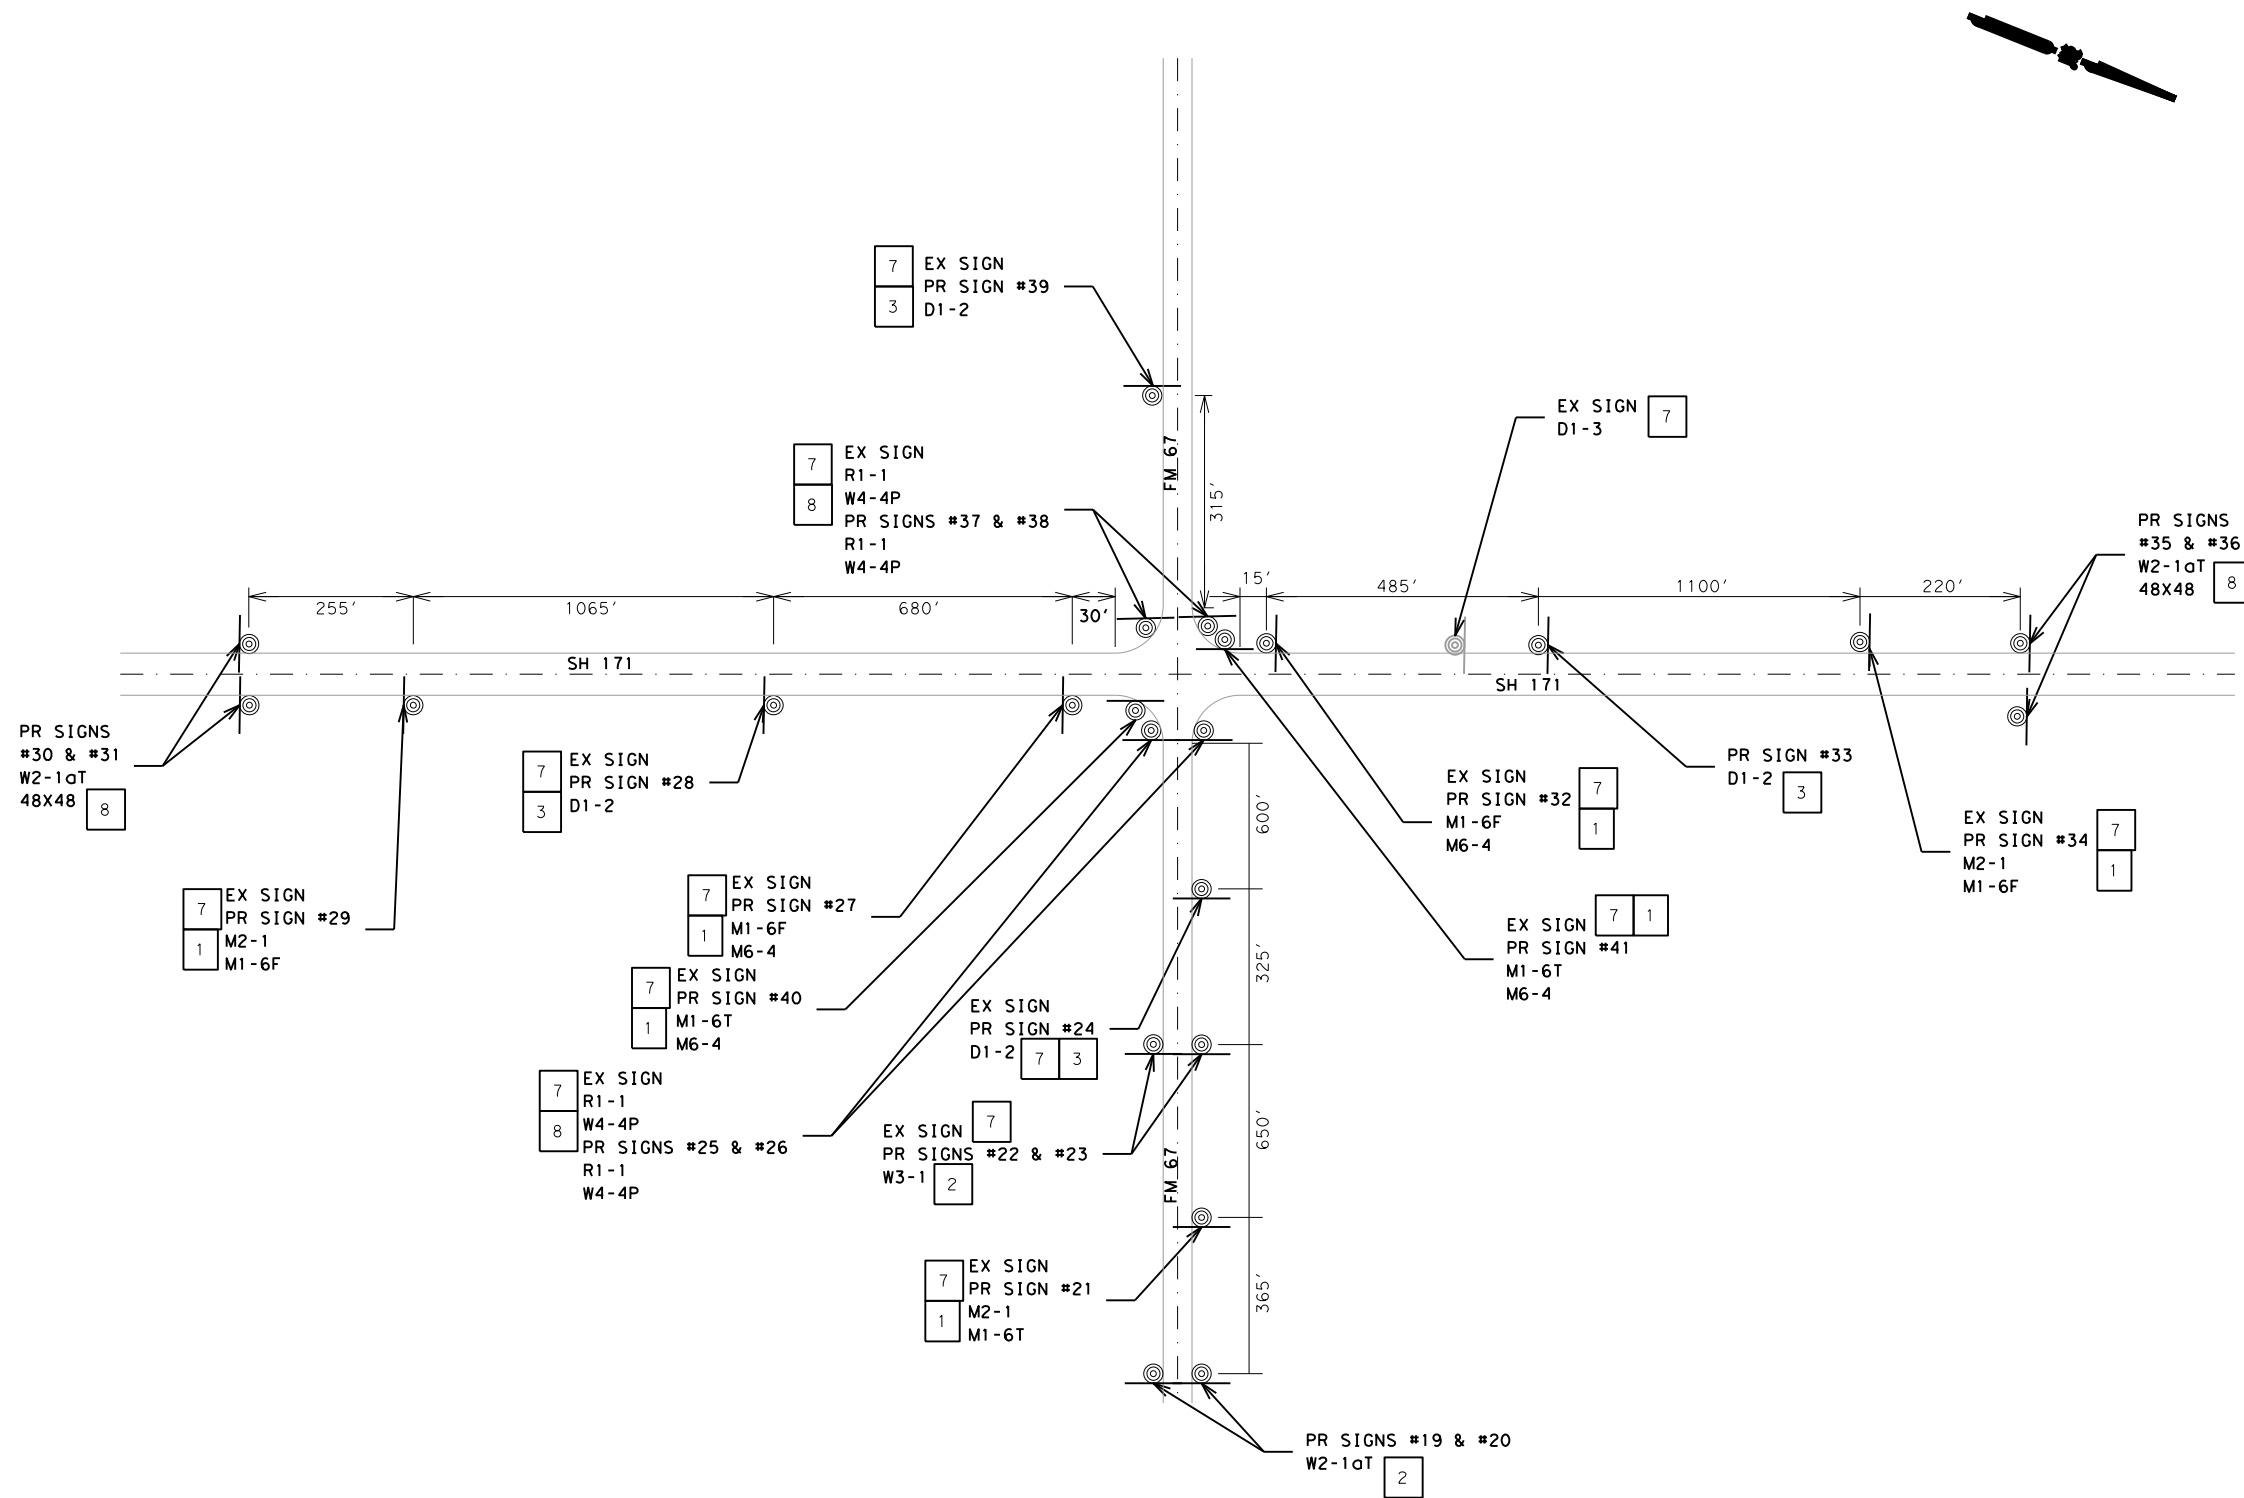 7
EX SIGN
PR SIGN #39
3
D1-2
EX SIGN
7
D1-3
7
EX SIGN
R1-1
W4-4P
8
PR SIGNS #37 & #38
R1-1
W4-4P
FM 67
315'
PR SIGNS
#35 & #36
W2-1aT
48X48
8
255'
1065'
680'
30'
15'
485'
1100'
220'
SH 171
SH 171
PR SIGNS
#30 & #31
W2-1aT
48X48
8
7
EX SIGN
PR SIGN #28
3
D1-2
EX SIGN
7
PR SIGN #32
M1-6F
1
M6-4
PR SIGN #33
D1-2
3
EX SIGN
7
PR SIGN #34
M2-1
1
M1-6F
7
EX SIGN
PR SIGN #29
1
M2-1
M1-6F
7
EX SIGN
PR SIGN #27
1
M1-6F
M6-4
7
EX SIGN
PR SIGN #40
1
M1-6T
M6-4
EX SIGN
7 1
PR SIGN #41
M1-6T
M6-4
600'
325'
650'
365'
EX SIGN
PR SIGN #24
D1-2
7 3
7
EX SIGN
R1-1
8
W4-4P
PR SIGNS #25 & #26
R1-1
W4-4P
EX SIGN
7
PR SIGNS #22 & #23
W3-1
2
FM 67
7
EX SIGN
PR SIGN #21
1
M2-1
M1-6T
PR SIGNS #19 & #20
W2-1aT
2